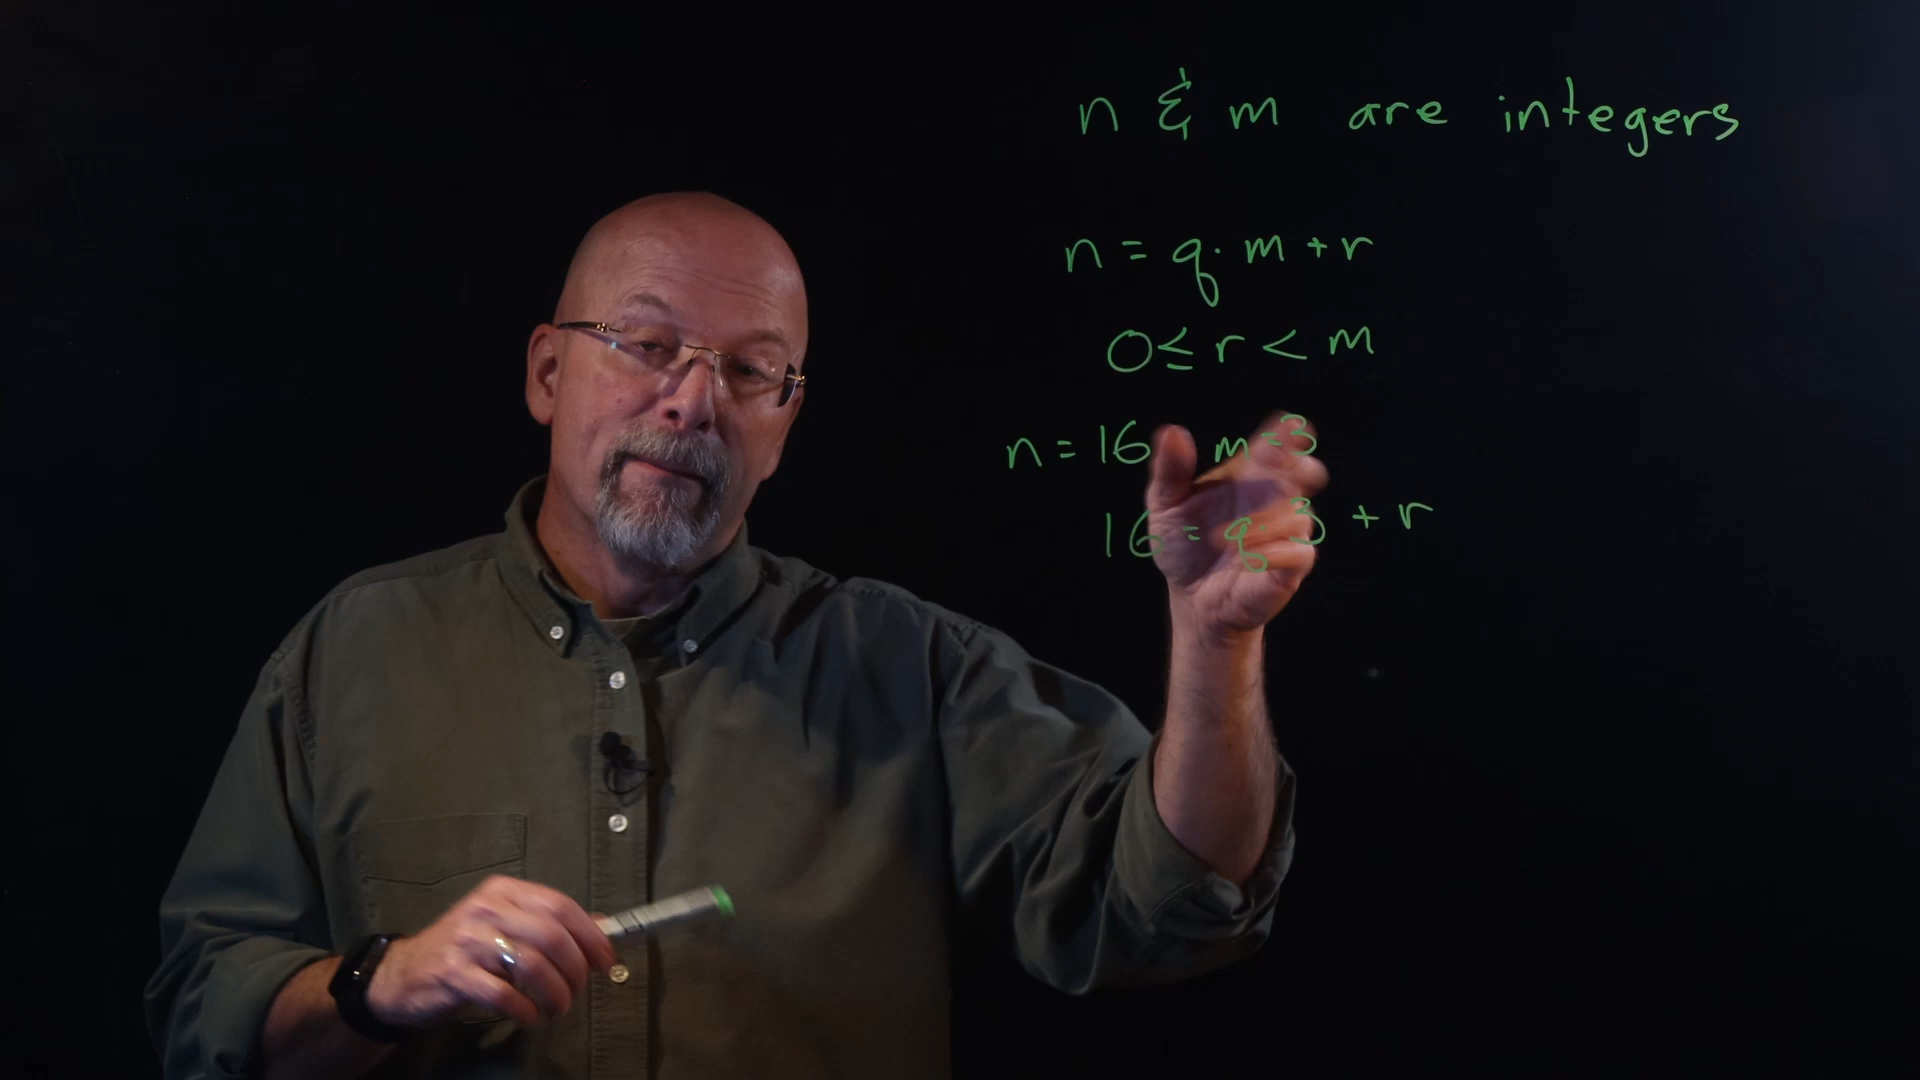 n & m are integers
n = q · m + r
0 ≤ r < m
n = 16 m = 3
16 = q · 3 + r